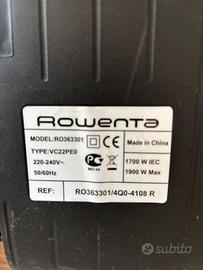 Rowenta
MODEL:RO363301
TYPE:VC22PE0
220-240V~
50/60Hz
Made in China
1700 W IEC
1900 W Max
REF: RO363301/4Q0-4108 R
subito